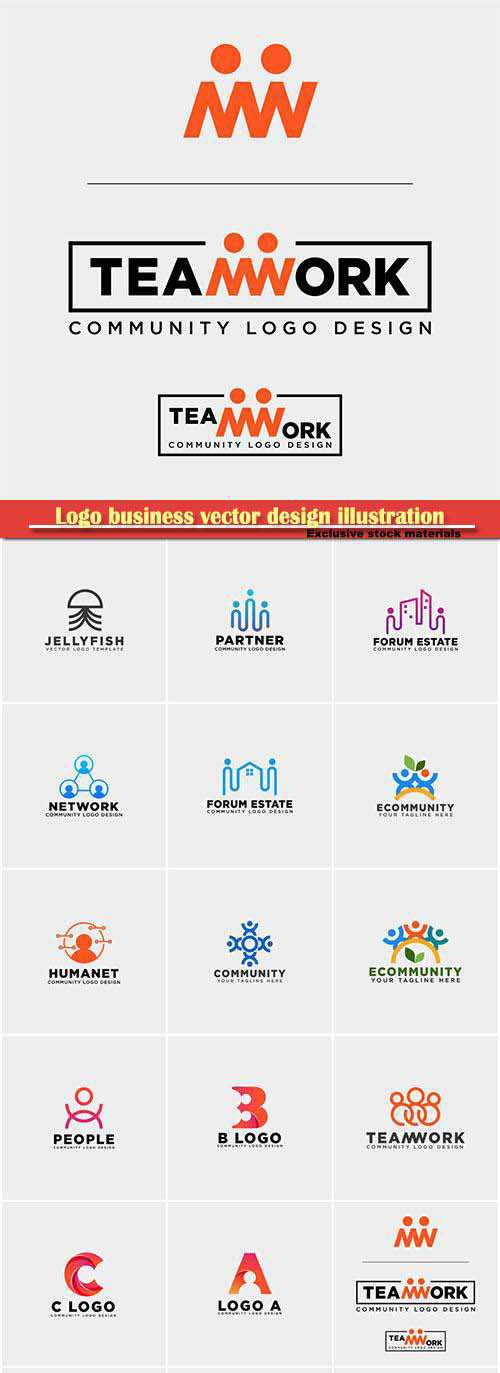 TEAMWORK
COMMUNITY LOGO DESIGN
TEAMWORK
COMMUNITY LOGO DESIGN
Logo business vector design illustration
Exclusive stock materials
JELLYFISH
VECTOR LOGO TEMPLATE
PARTNER
COMMUNITY LOGO DESIGN
FORUM ESTATE
COMMUNITY LOGO DESIGN
NETWORK
COMMUNITY LOGO DESIGN
FORUM ESTATE
COMMUNITY LOGO DESIGN
ECOMMUNITY
YOUR TAGLINE HERE
HUMANET
COMMUNITY LOGO DESIGN
COMMUNITY
YOUR TAGLINE HERE
ECOMMUNITY
YOUR TAGLINE HERE
PEOPLE
COMMUNITY LOGO DESIGN
B LOGO
COMMUNITY LOGO DESIGN
TEAMWORK
COMMUNITY LOGO DESIGN
C LOGO
COMMUNITY LOGO DESIGN
LOGO A
COMMUNITY LOGO DESIGN
TEAMWORK
COMMUNITY LOGO DESIGN
TEAMWORK
COMMUNITY LOGO DESIGN